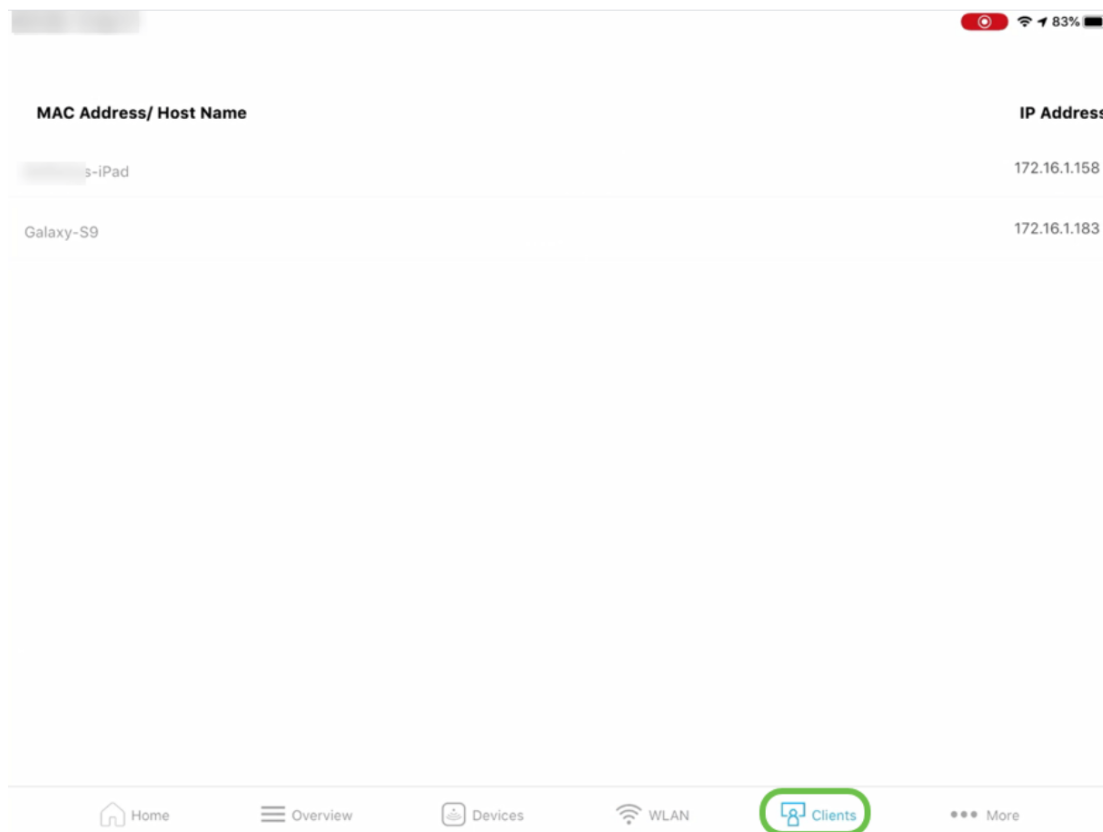 83%
MAC Address/ Host Name IP Address
s-iPad 172.16.1.158
Galaxy-S9 172.16.1.183
Home Overview Devices WLAN Clients More